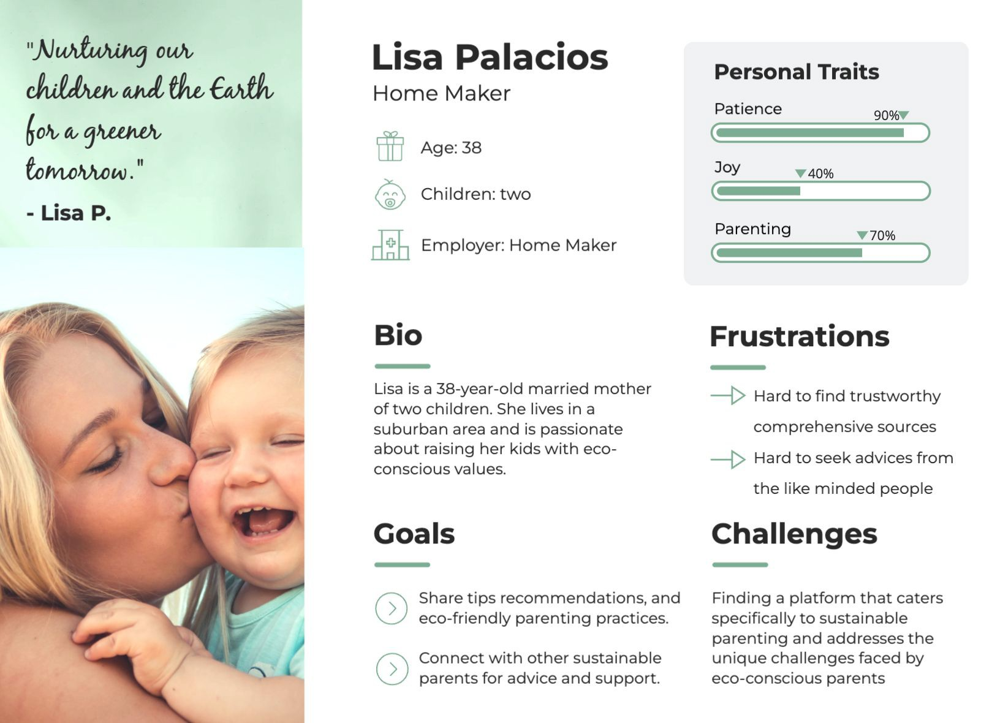 "Nurturing our
children and the Earth
for a greener
tomorrow."
- Lisa P.
Lisa Palacios
Home Maker
Age: 38
Children: two
Employer: Home Maker
Personal Traits
Patience
90%
Joy
40%
Parenting
70%
Bio
Lisa is a 38-year-old married mother
of two children. She lives in a
suburban area and is passionate
about raising her kids with eco-
conscious values.
Frustrations
Hard to find trustworthy
comprehensive sources
Hard to seek advices from
the like minded people
Goals
Share tips recommendations, and
eco-friendly parenting practices.
Connect with other sustainable
parents for advice and support.
Challenges
Finding a platform that caters
specifically to sustainable
parenting and addresses the
unique challenges faced by
eco-conscious parents